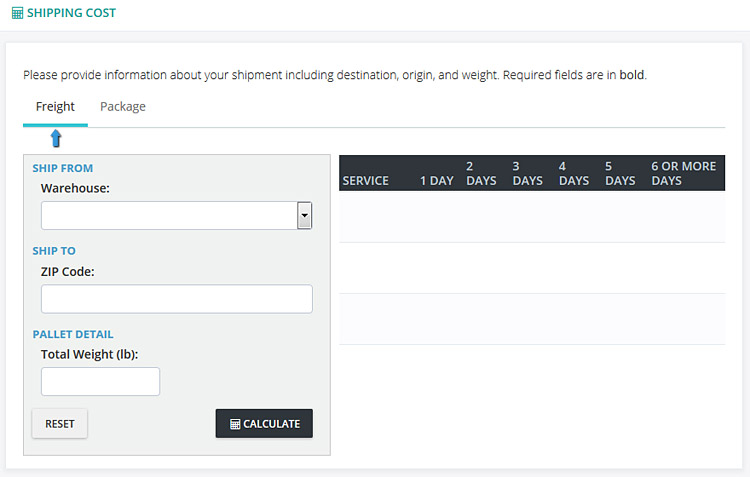 SHIPPING COST
Please provide information about your shipment including destination, origin, and weight. Required fields are in bold.
Freight Package
SHIP FROM
Warehouse:
SHIP TO
ZIP Code:
PALLET DETAIL
Total Weight (lb):
RESET CALCULATE
SERVICE 1 DAY 2 DAYS 3 DAYS 4 DAYS 5 DAYS 6 OR MORE DAYS